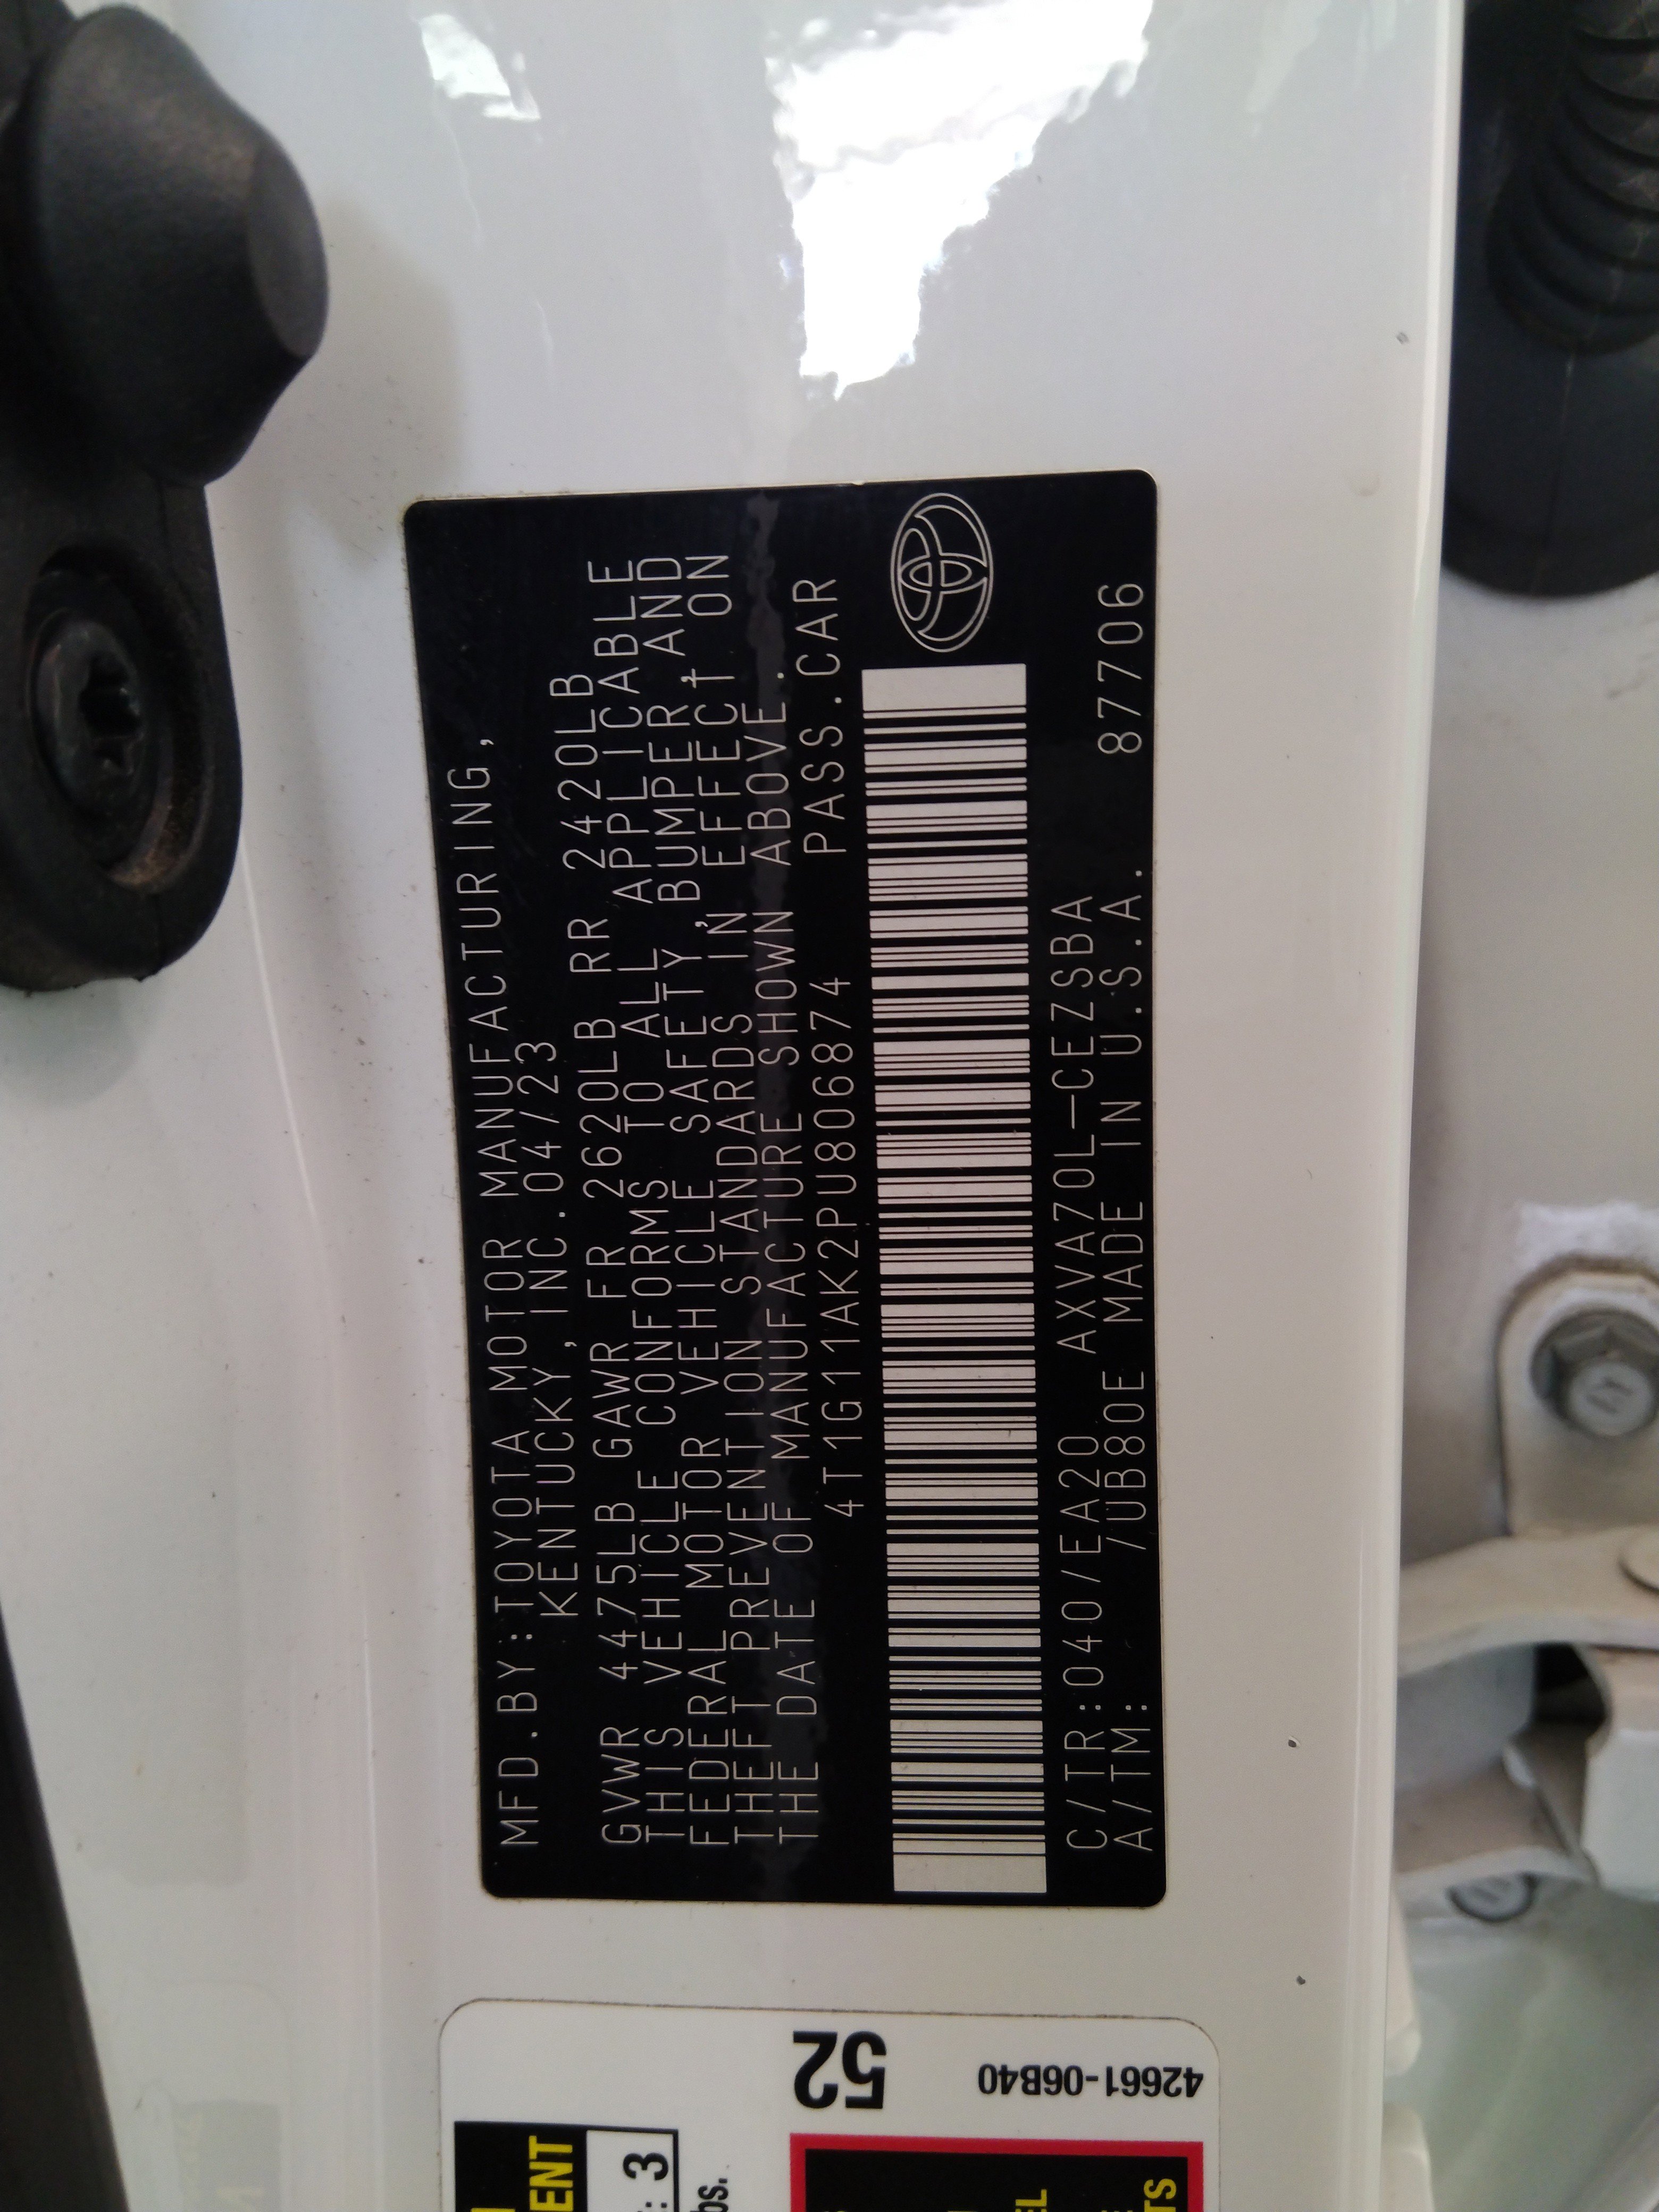 MFD.BY:TOYOTA MOTOR MANUFACTURING,
KENTUCKY,INC.04/23
GVWR 4475LB GAWR FR 2620LB RR 2420LB
THIS VEHICLE CONFORMS TO ALL APPLICABLE
FEDERAL MOTOR VEHICLE SAFETY,BUMPER,AND
THEFT PREVENTION STANDARDS IN EFFECT ON
THE DATE OF MANUFACTURE SHOWN ABOVE.
4T1G11AK2PU806874 PASS.CAR
C/TR:040/EA20 AXVA70L-CEZSBA
A/TM: /UB80E MADE IN U.S.A. 87706
52
42661-06B40
ENT
: 3